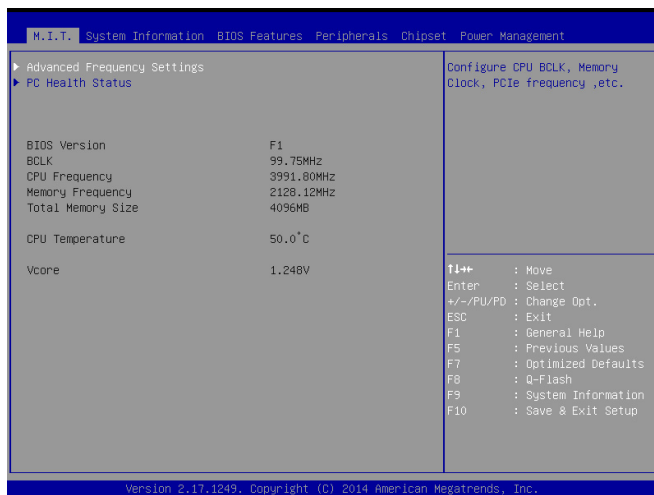 M.I.T. System Information BIOS Features Peripherals Chipset Power Management
Advanced Frequency Settings
PC Health Status
BIOS Version F1
BCLK 99.75MHz
CPU Frequency 3991.80MHz
Memory Frequency 2128.12MHz
Total Memory Size 4096MB
CPU Temperature 50.0°C
Vcore 1.248V
Configure CPU BCLK, Memory
Clock, PCIe frequency ,etc.
↑↓→← : Move
Enter : Select
+/-/PU/PD : Change Opt.
ESC : Exit
F1 : General Help
F5 : Previous Values
F7 : Optimized Defaults
F8 : Q-Flash
F9 : System Information
F10 : Save & Exit Setup
Version 2.17.1249. Copyright (C) 2014 American Megatrends, Inc.